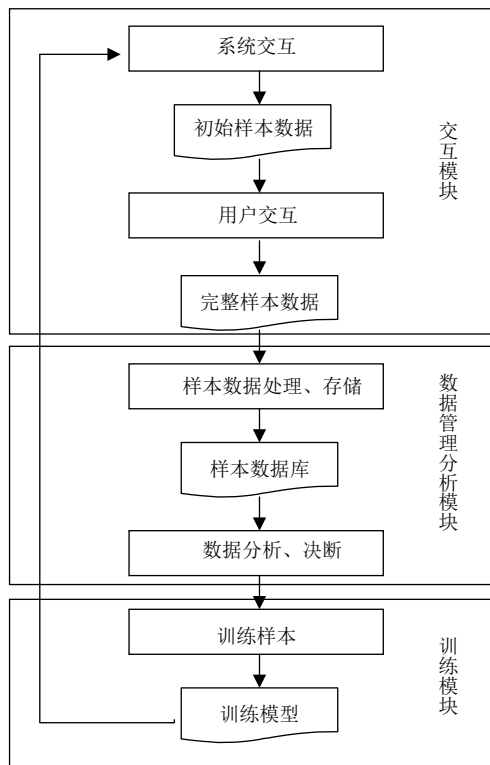 系统交互
初始样本数据
用户交互
完整样本数据
交互模块
样本数据处理、存储
样本数据库
数据分析、决断
数据管理分析模块
训练样本
训练模型
训练模块